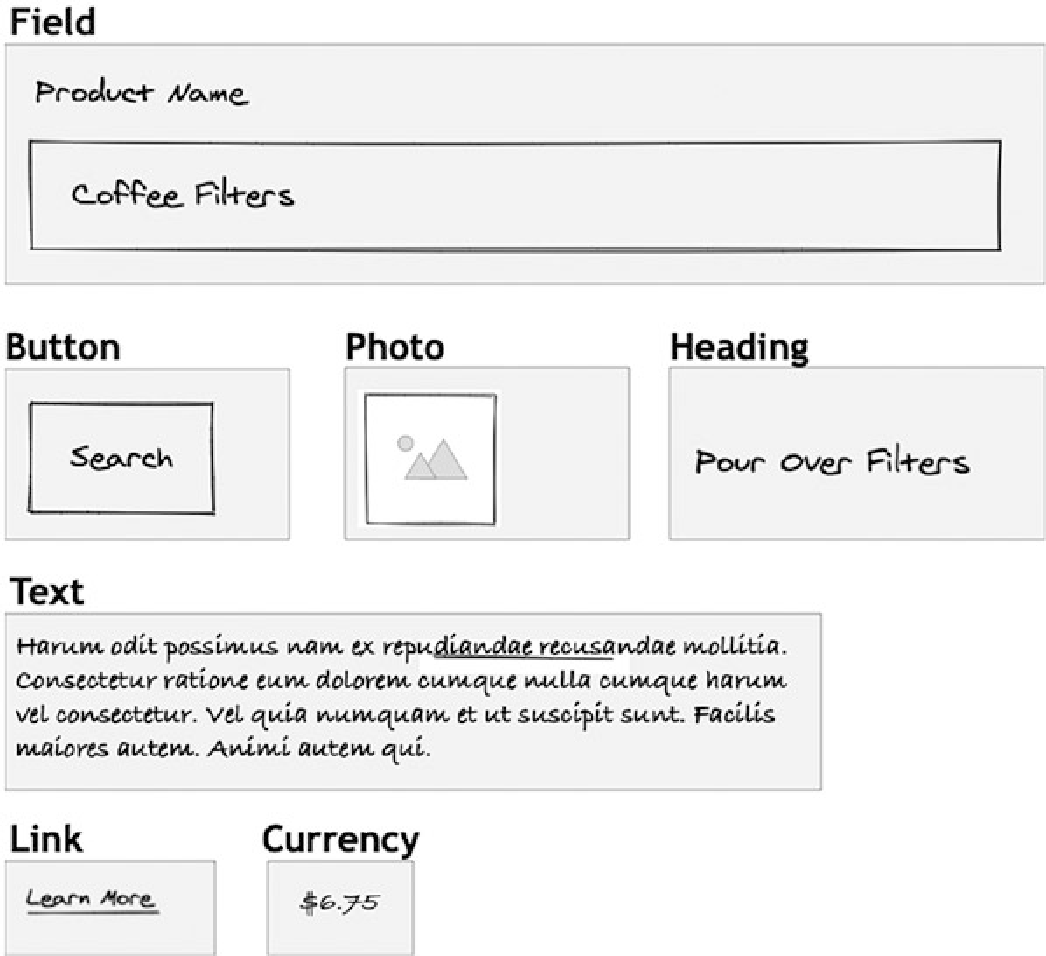 Field
Product Name
Coffee Filters
Button
Photo
Heading
Search
Pour Over Filters
Text
Harum odit possimus nam ex repudiandae recusandae mollitia.
Consectetur ratione eum dolorem cumque nulla cumque harum
vel consectetur. Vel quia numquam et ut suscipit sunt. Facilis
maiores autem. Animi autem qui.
Link
Currency
Learn More
$6.75